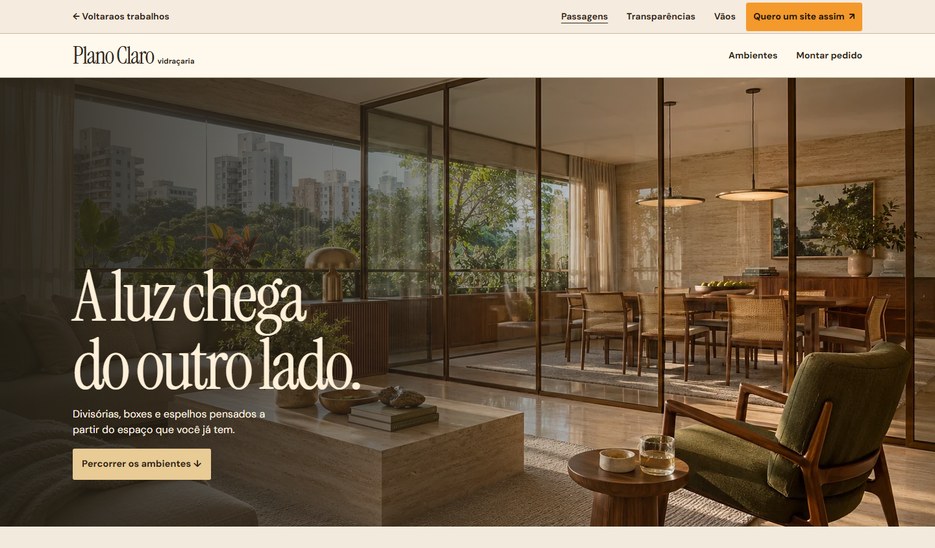 ← Voltaraos trabalhos
Passagens
Transparências
Vãos
Quero um site assim ↗
Plano Claro vidraçaria
Ambientes
Montar pedido
A luz chega
do outro lado.
Divisórias, boxes e espelhos pensados a
partir do espaço que você já tem.
Percorrer os ambientes ↓